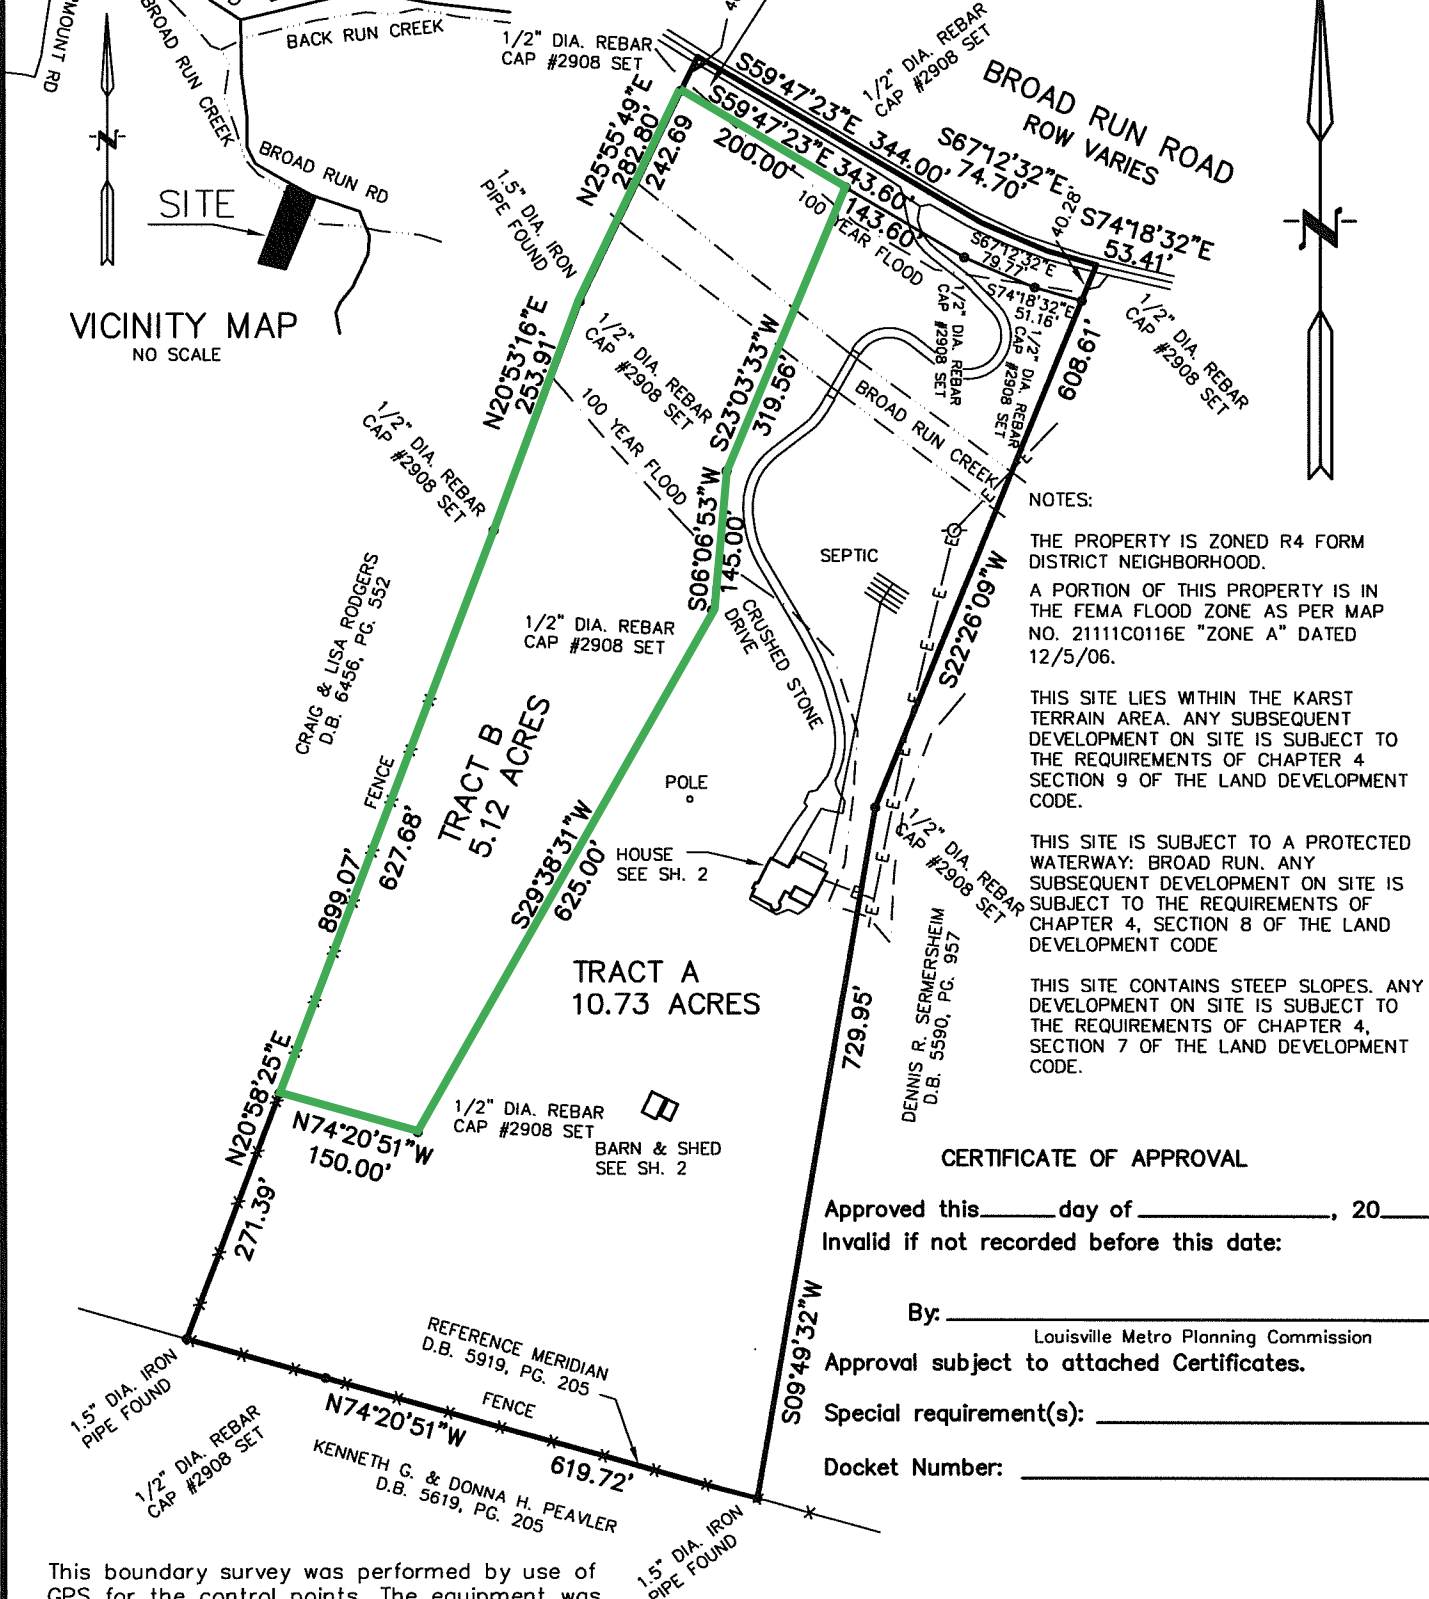 MOUNT RD
BROAD RUN CREEK
BACK RUN CREEK
BROAD RUN RD
SITE
N
VICINITY MAP
NO SCALE
1/2" DIA. REBAR
CAP #2908 SET
N25°55'49"E
282.80'
242.69
S59°47'23"E 344.00'
S59°47'23"E 343.60'
200.00'
143.60'
1/2" DIA. REBAR
CAP #2908 SET
BROAD RUN ROAD
ROW VARIES
S67°12'32"E
74.70'
S74°18'32"E
53.41'
40.28'
S67°12'32"E
79.77'
S74°18'32"E
51.16'
N
1.5" DIA. IRON
PIPE FOUND
100 YEAR FLOOD
1/2" DIA. REBAR
CAP #2908 SET
1/2" DIA. REBAR
CAP #2908 SET
1/2" DIA. REBAR
CAP #2908 SET
608.61'
N20°53'16"E
253.91'
1/2" DIA. REBAR
CAP #2908 SET
S23°03'33"W
319.56'
BROAD RUN CREEK
100 YEAR FLOOD
1/2" DIA. REBAR
CAP #2908 SET
S06°06'53"W
145.00'
SEPTIC
E
E
E
E
E
E
E
E
E
E
S22°26'09"W
CRUSHED STONE
DRIVE
1/2" DIA. REBAR
CAP #2908 SET
CRAIG & LISA RODGERS
D.B. 6456, PG. 552
FENCE
TRACT B
5.12 ACRES
POLE
HOUSE
SEE SH. 2
S29°38'31"W
625.00'
899.07'
627.68'
1/2" DIA. REBAR
CAP #2908 SET
TRACT A
10.73 ACRES
729.95'
DENNIS R. SERMERSHEIM
D.B. 5590, PG. 957
N20°58'25"E
271.39'
N74°20'51"W
150.00'
1/2" DIA. REBAR
CAP #2908 SET
BARN & SHED
SEE SH. 2
S09°49'32"W
REFERENCE MERIDIAN
D.B. 5919, PG. 205
FENCE
N74°20'51"W
619.72'
KENNETH G. & DONNA H. PEAVLER
D.B. 5619, PG. 205
1.5" DIA. IRON
PIPE FOUND
1/2" DIA. REBAR
CAP #2908 SET
1.5" DIA. IRON
PIPE FOUND
NOTES:
THE PROPERTY IS ZONED R4 FORM
DISTRICT NEIGHBORHOOD.
A PORTION OF THIS PROPERTY IS IN
THE FEMA FLOOD ZONE AS PER MAP
NO. 21111C0116E "ZONE A" DATED
12/5/06.
THIS SITE LIES WITHIN THE KARST
TERRAIN AREA. ANY SUBSEQUENT
DEVELOPMENT ON SITE IS SUBJECT TO
THE REQUIREMENTS OF CHAPTER 4
SECTION 9 OF THE LAND DEVELOPMENT
CODE.
THIS SITE IS SUBJECT TO A PROTECTED
WATERWAY: BROAD RUN. ANY
SUBSEQUENT DEVELOPMENT ON SITE IS
SUBJECT TO THE REQUIREMENTS OF
CHAPTER 4, SECTION 8 OF THE LAND
DEVELOPMENT CODE
THIS SITE CONTAINS STEEP SLOPES. ANY
DEVELOPMENT ON SITE IS SUBJECT TO
THE REQUIREMENTS OF CHAPTER 4,
SECTION 7 OF THE LAND DEVELOPMENT
CODE.
CERTIFICATE OF APPROVAL
Approved this_____day of ____________, 20___
Invalid if not recorded before this date:
By:
Louisville Metro Planning Commission
Approval subject to attached Certificates.
Special requirement(s):
Docket Number:
This boundary survey was performed by use of
GPS for the control points. The equipment was